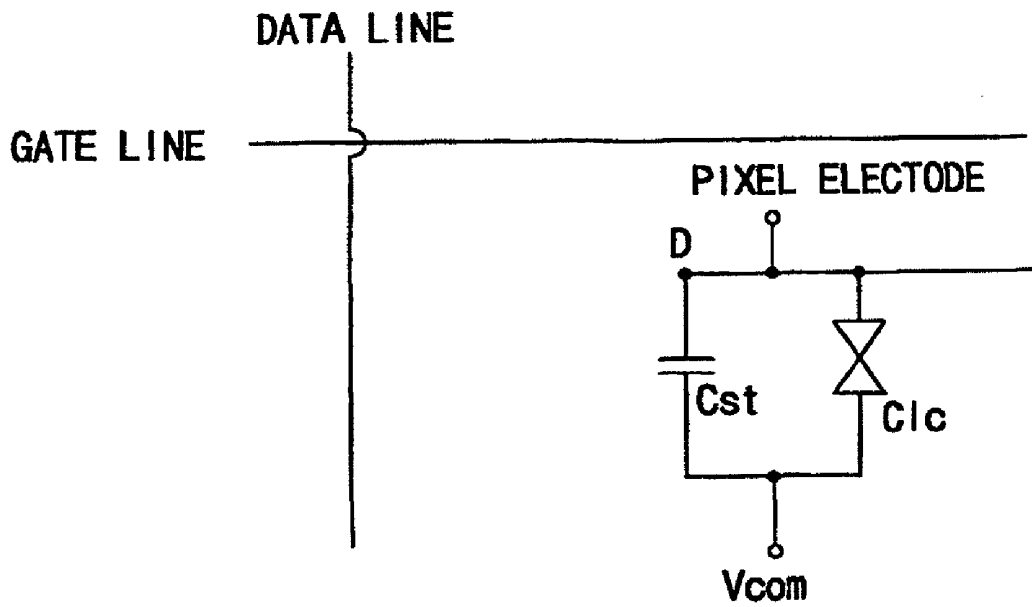 DATA LINE
GATE LINE
PIXEL ELECTODE
D
Cst
Clc
Vcom